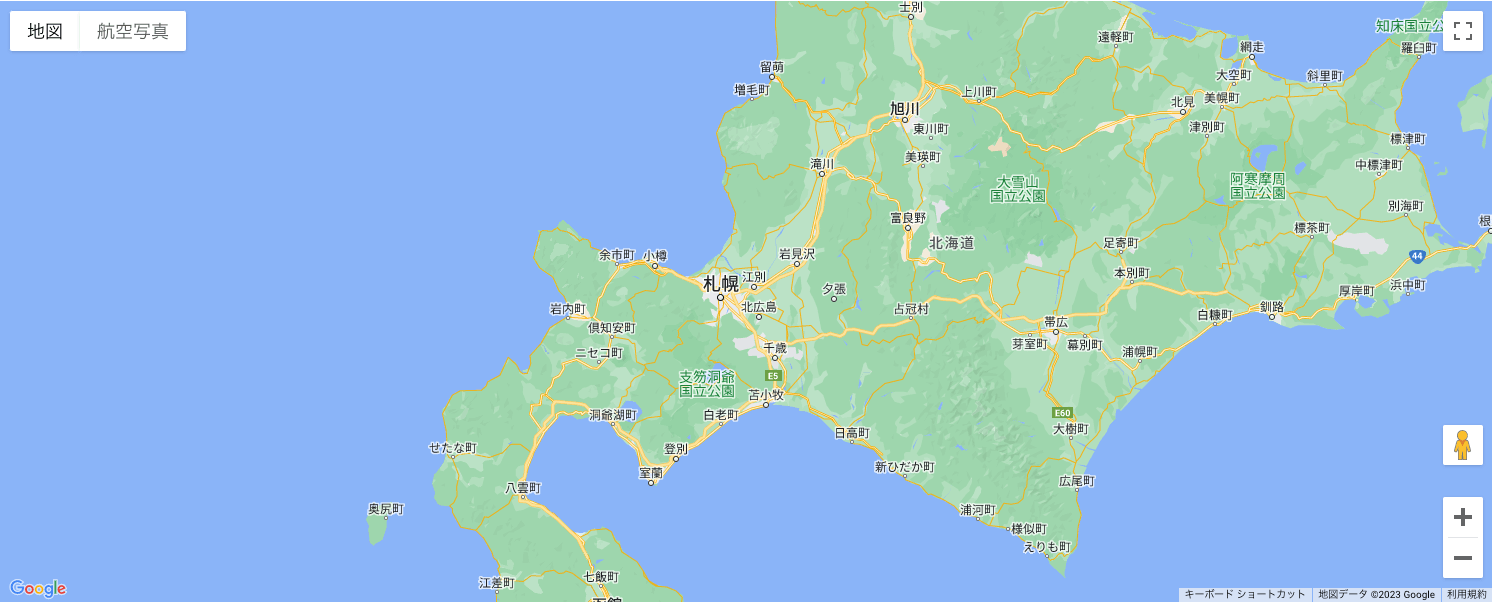 地図
航空写真
士別
知床国立公
遠軽町
網走
羅臼町
留萌
大空町
斜里町
増毛町
上川町
美幌町
北見
旭川
東川町
津別町
標津町
美瑛町
滝川
中標津町
大雪山
国立公園
阿寒摩周
国立公園
別海町
富良野
根
標茶町
北海道
足寄町
余市町
小樽
岩見沢
44
本別町
江別
札幌
夕張
浜中町
厚岸町
岩内町
北広島
占冠村
釧路
白糠町
倶知安町
帯広
芽室町
幕別町
ニセコ町
千歳
浦幌町
支笏洞爺
国立公園
E5
苫小牧
洞爺湖町
白老町
E60
大樹町
日高町
せたな町
登別
新ひだか町
室蘭
広尾町
八雲町
奥尻町
浦河町
様似町
えりも町
江差町
七飯町
Google
キーボード ショートカット
地図データ ©2023 Google
利用規約